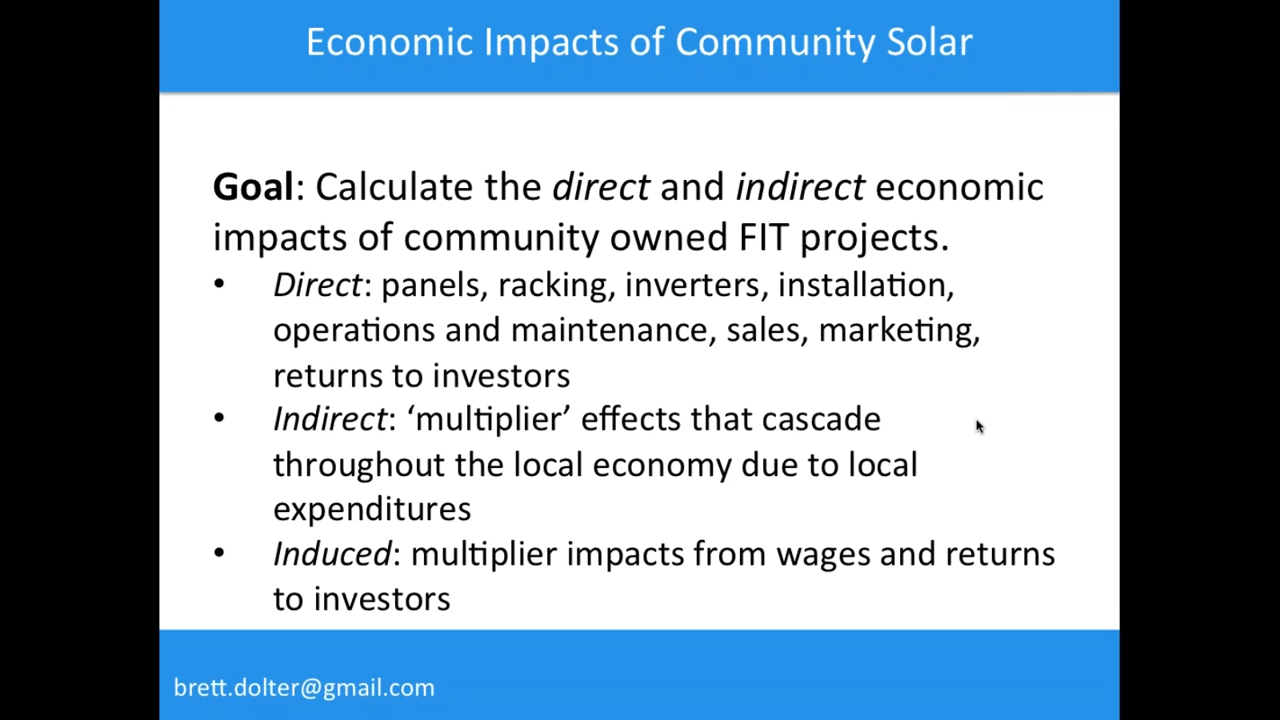 Economic Impacts of Community Solar
Goal: Calculate the direct and indirect economic
impacts of community owned FIT projects.
• Direct: panels, racking, inverters, installation,
operations and maintenance, sales, marketing,
returns to investors
• Indirect: ‘multiplier’ effects that cascade
throughout the local economy due to local
expenditures
• Induced: multiplier impacts from wages and returns
to investors
brett.dolter@gmail.com